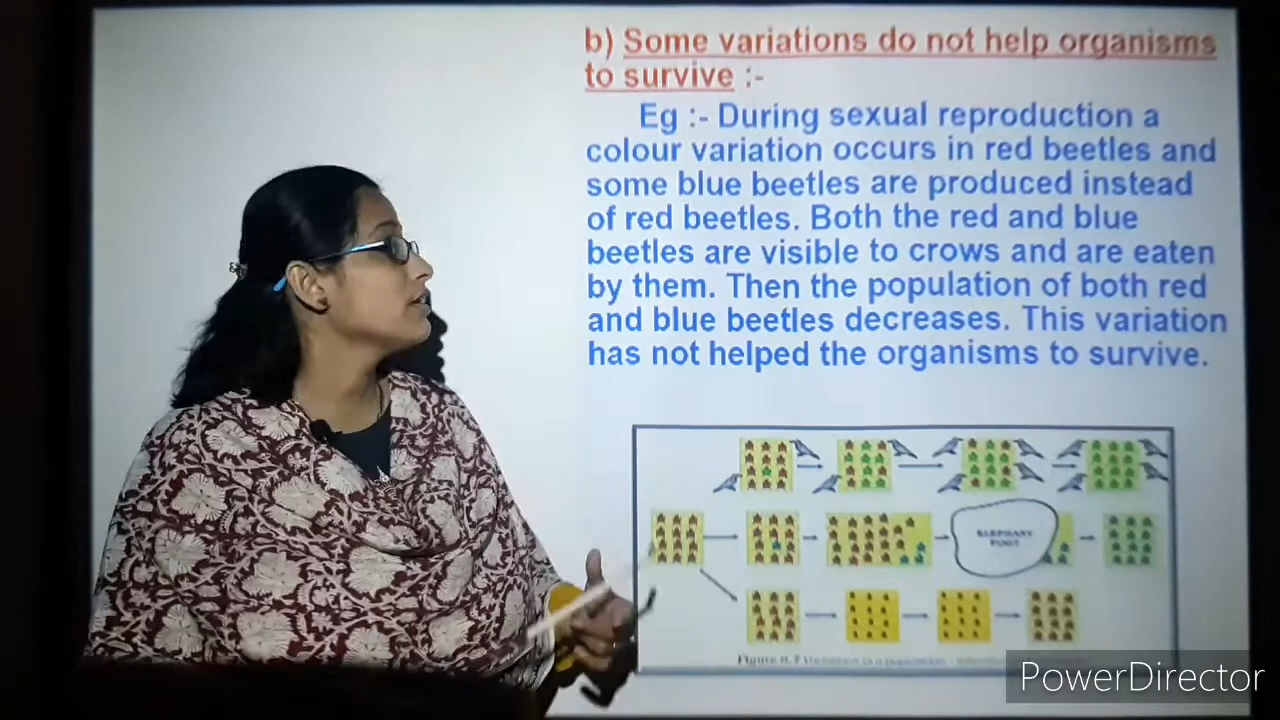 b) Some variations do not help organisms
to survive :-
Eg :- During sexual reproduction a
colour variation occurs in red beetles and
some blue beetles are produced instead
of red beetles. Both the red and blue
beetles are visible to crows and are eaten
by them. Then the population of both red
and blue beetles decreases. This variation
has not helped the organisms to survive.
ELEPHANT
FOOT
PowerDirector